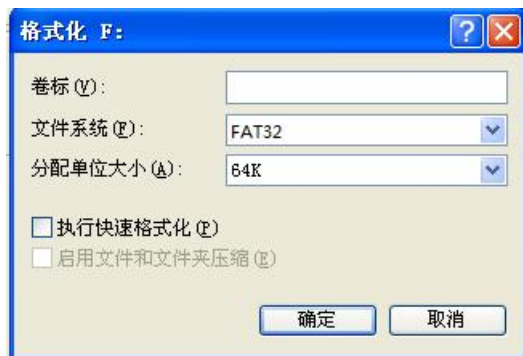 格式化 F:
卷标(V):
文件系统(F): FAT32
分配单位大小(A): 64K
执行快速格式化(P)
启用文件和文件夹压缩(E)
确定 取消